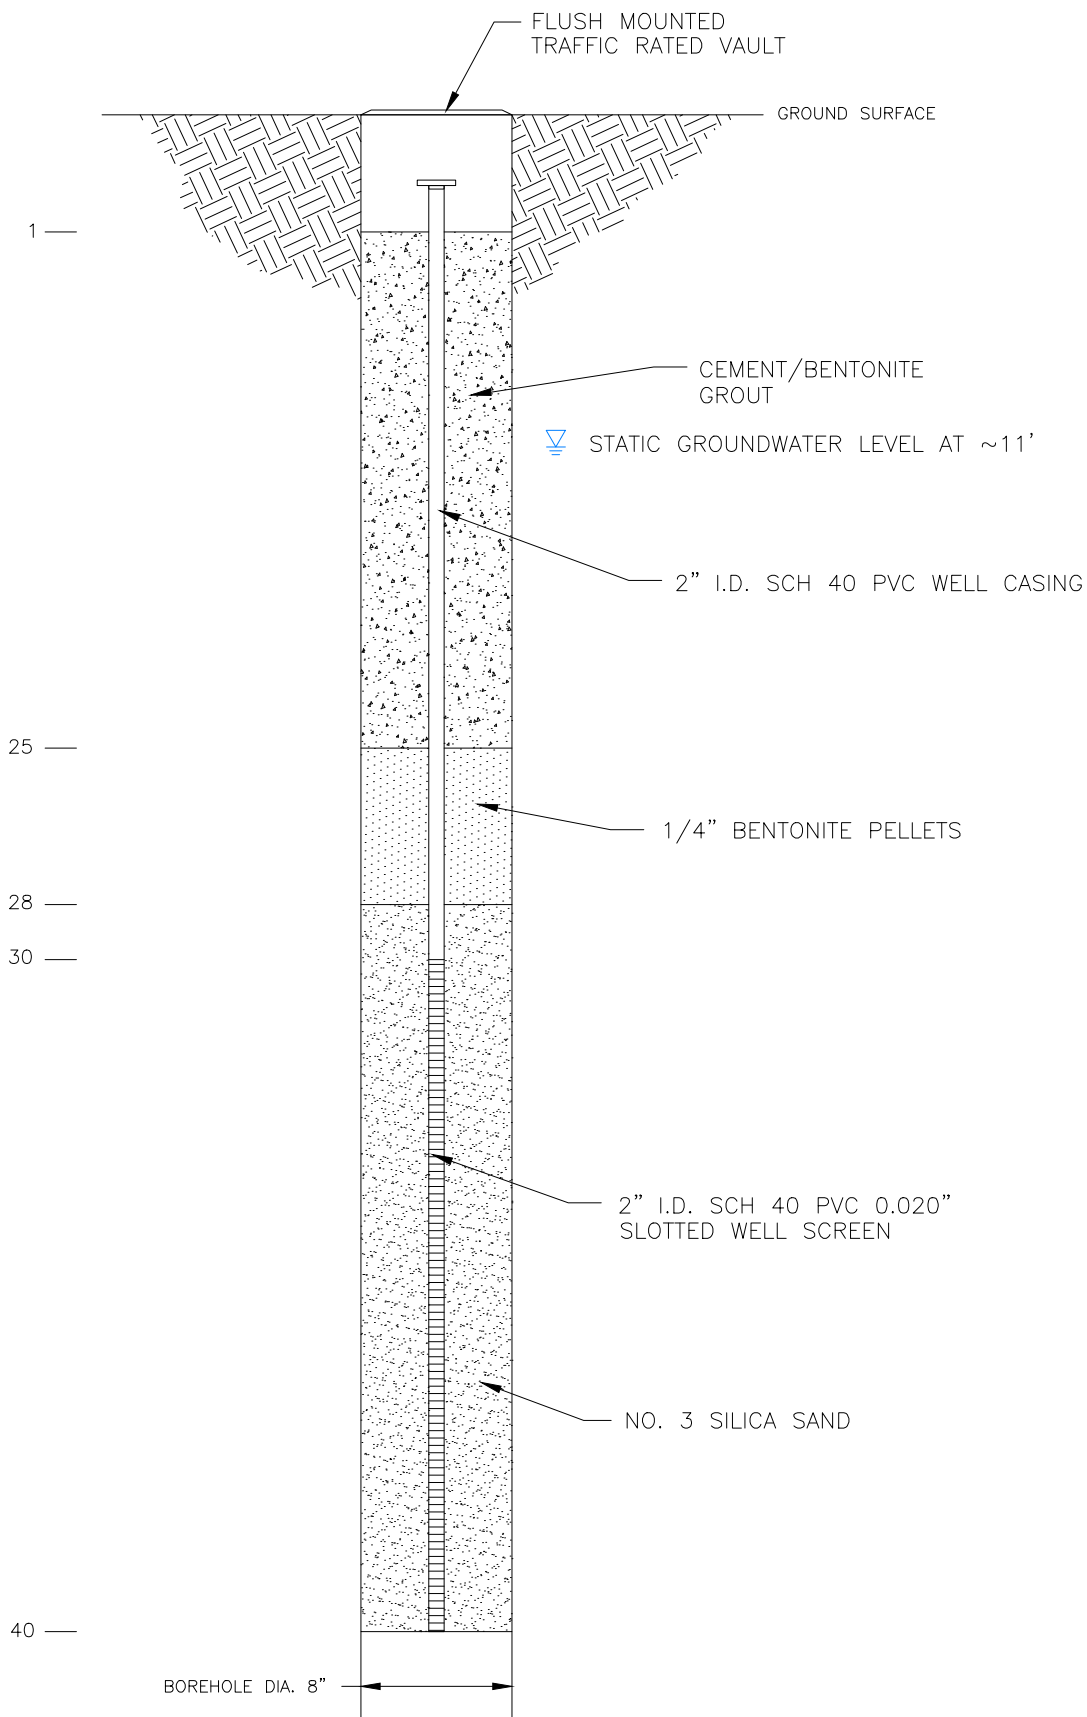 FLUSH MOUNTED
TRAFFIC RATED VAULT
GROUND SURFACE
1
CEMENT/BENTONITE
GROUT
STATIC GROUNDWATER LEVEL AT ~11'
2" I.D. SCH 40 PVC WELL CASING
25
1/4" BENTONITE PELLETS
28
30
2" I.D. SCH 40 PVC 0.020"
SLOTTED WELL SCREEN
NO. 3 SILICA SAND
40
BOREHOLE DIA. 8"